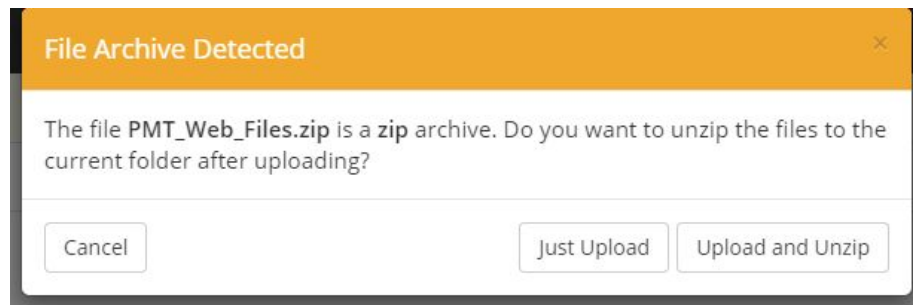 File Archive Detected ×
The file PMT_Web_Files.zip is a zip archive. Do you want to unzip the files to the
current folder after uploading?
Cancel Just Upload Upload and Unzip